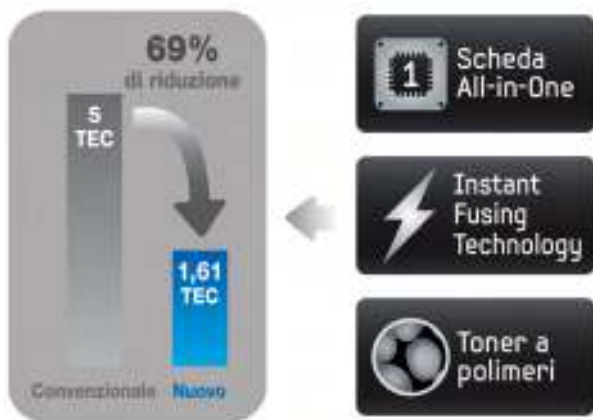 69%
di riduzione
5
TEC
1,61
TEC
Convenzionale Nuovo
1
Scheda
All-in-One
Instant
Fusing
Technology
Toner a
polimeri